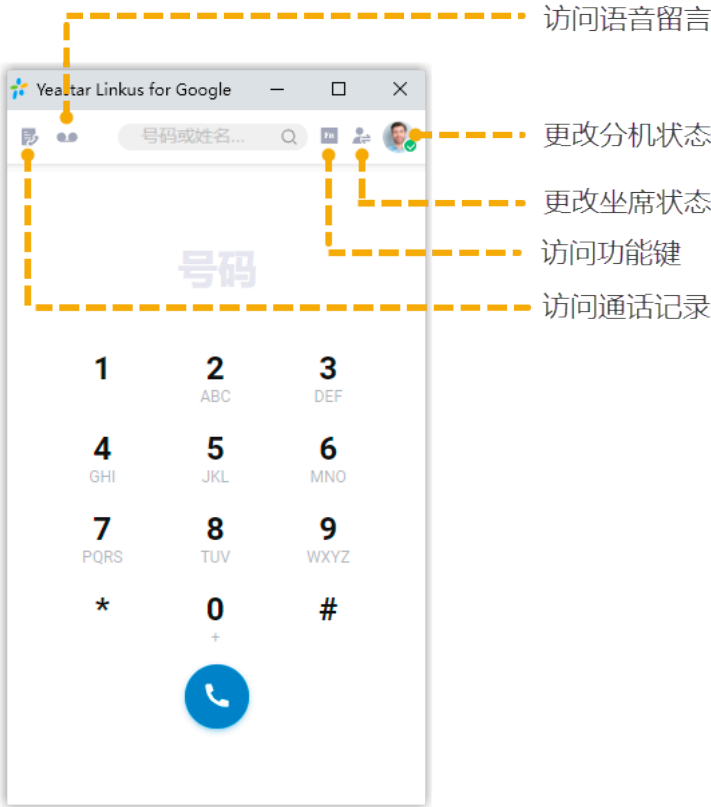 访问语音留言
Yeastar Linkus for Google
号码或姓名...
Fn
更改分机状态
更改坐席状态
访问功能键
号码
访问通话记录
1 2 3
ABC DEF
4 5 6
GHI JKL MNO
7 8 9
PQRS TUV WXYZ
* 0 #
+